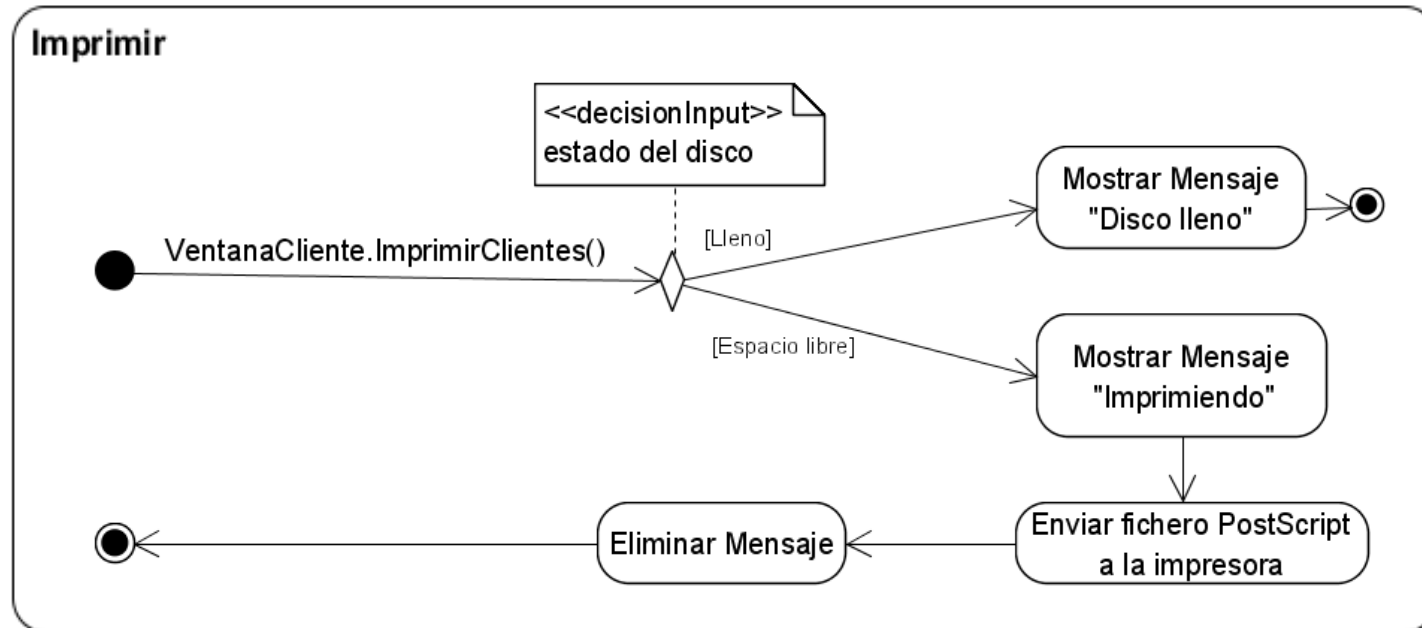 Imprimir
<<decisionInput>>
estado del disco
VentanaCliente.ImprimirClientes()
[Lleno]
Mostrar Mensaje
"Disco lleno"
[Espacio libre]
Mostrar Mensaje
"Imprimiendo"
Enviar fichero PostScript
a la impresora
Eliminar Mensaje